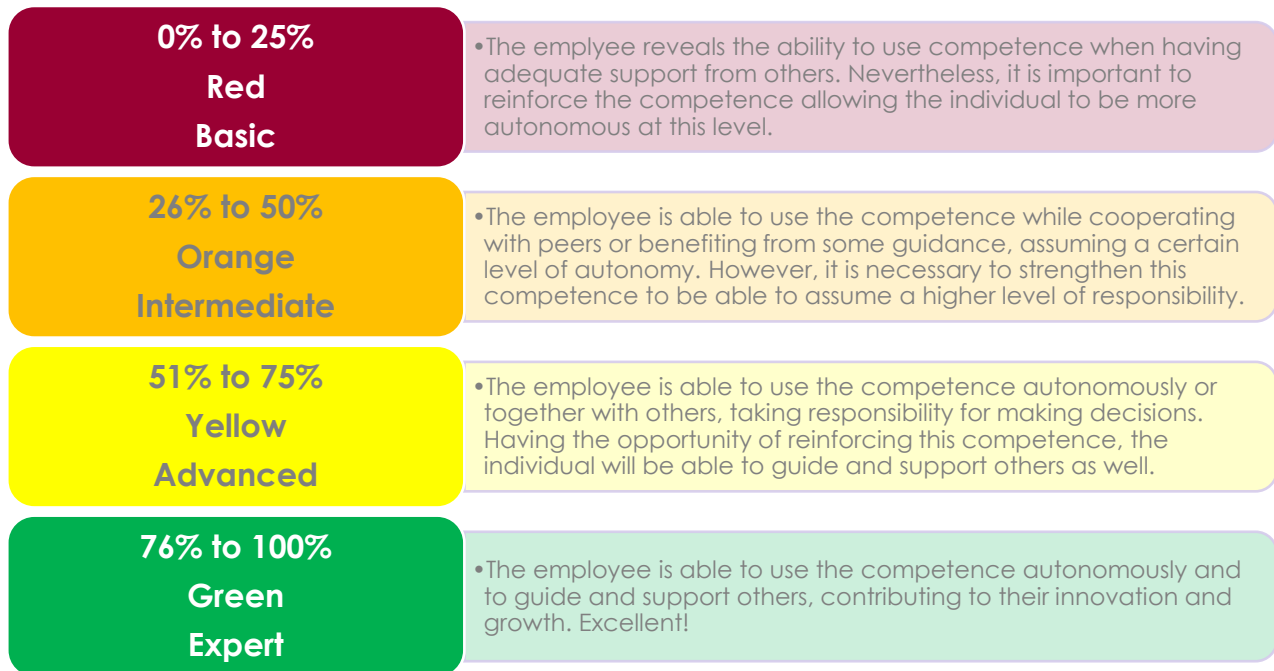 0% to 25%
Red
Basic
•The emplyee reveals the ability to use competence when having
adequate support from others. Nevertheless, it is important to
reinforce the competence allowing the individual to be more
autonomous at this level.
26% to 50%
Orange
Intermediate
•The employee is able to use the competence while cooperating
with peers or benefiting from some guidance, assuming a certain
level of autonomy. However, it is necessary to strengthen this
competence to be able to assume a higher level of responsibility.
51% to 75%
Yellow
Advanced
•The employee is able to use the competence autonomously or
together with others, taking responsibility for making decisions.
Having the opportunity of reinforcing this competence, the
individual will be able to guide and support others as well.
76% to 100%
Green
Expert
•The employee is able to use the competence autonomously and
to guide and support others, contributing to their innovation and
growth. Excellent!